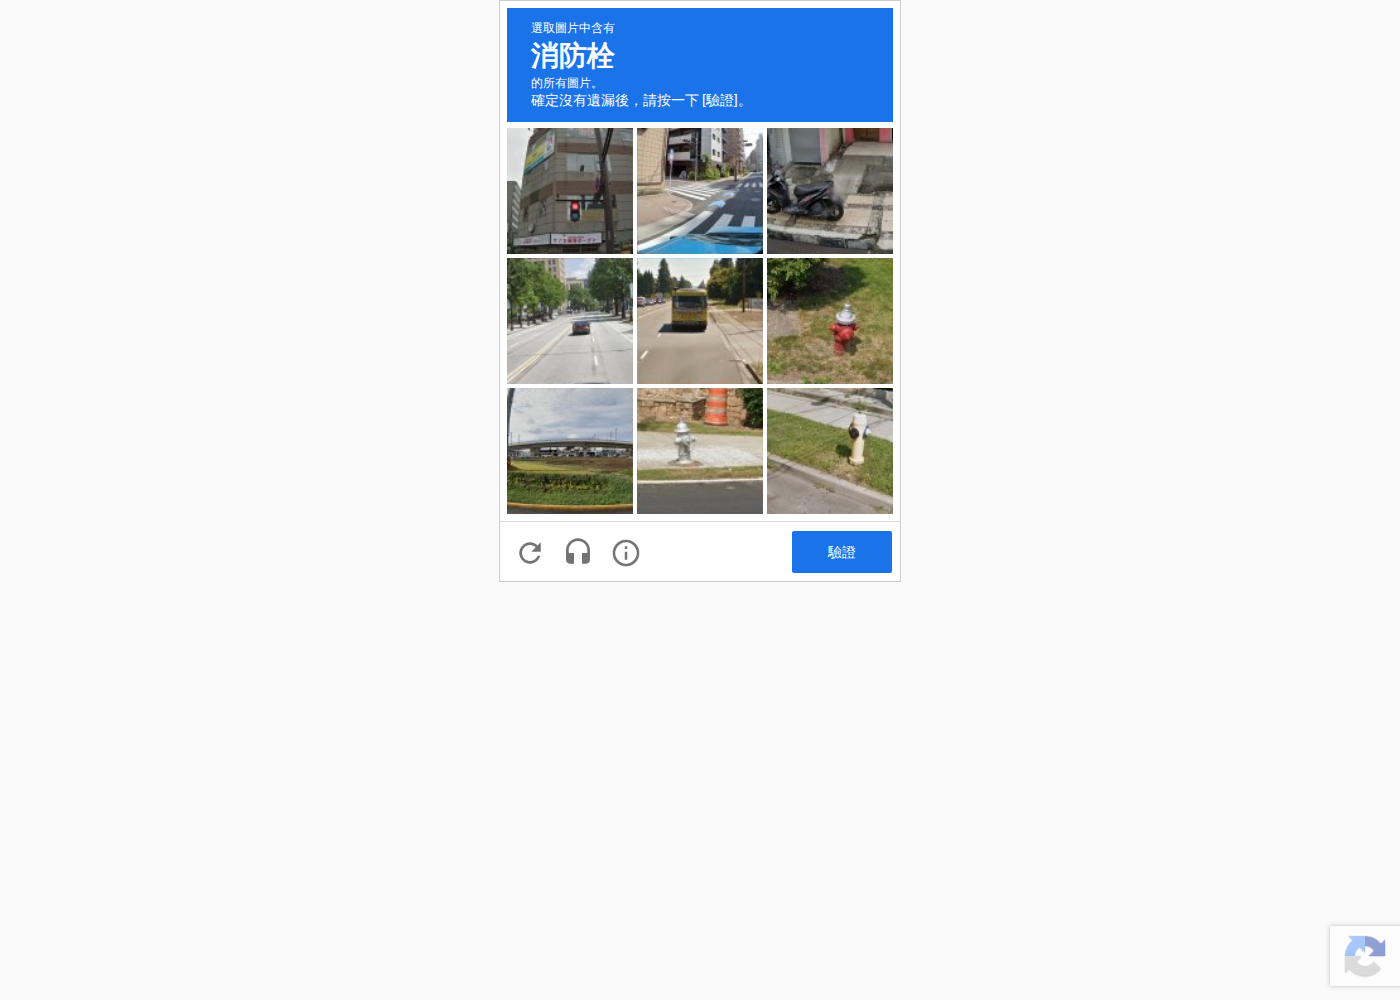 選取圖片中含有
消防栓
的所有圖片。
確定沒有遺漏後，請按一下 [驗證]。
驗證